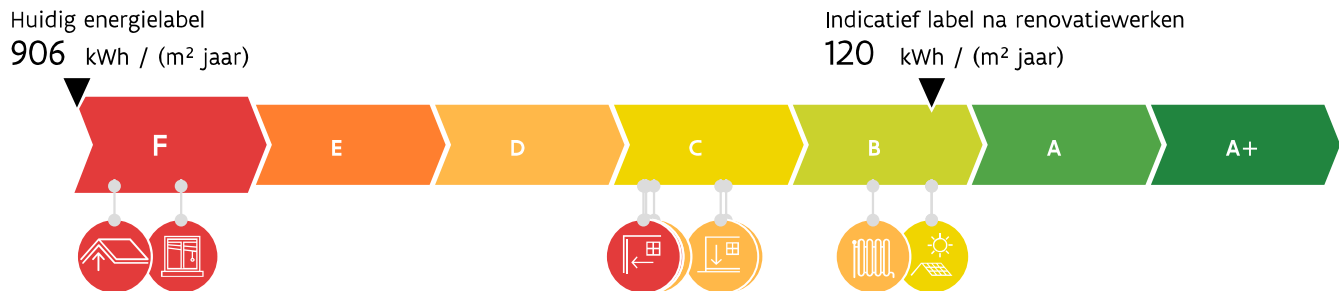 Huidig energielabel
906 kWh / (m² jaar)
Indicatief label na renovatiewerken
120 kWh / (m² jaar)
F E D C B A A+